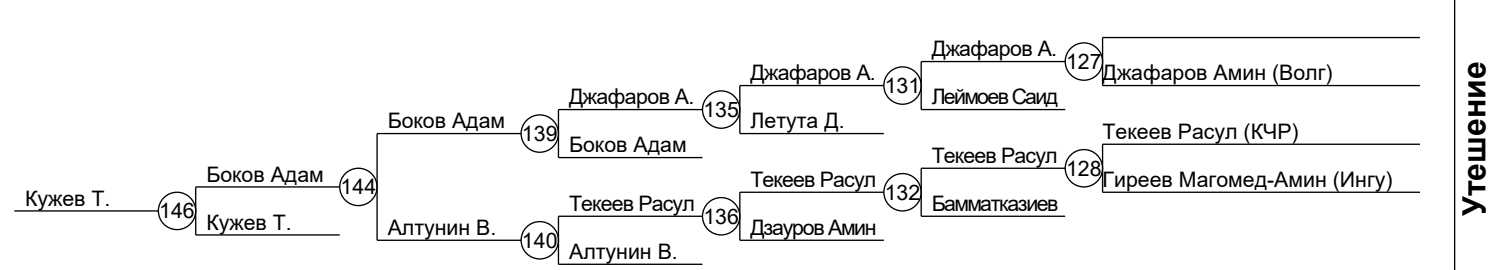 Джафаров А.
127
Джафаров Амин (Волг)
Джафаров А.
131
Леймоев Саид
Джафаров А.
135
Летута Д.
Боков Адам
139
Боков Адам
Текеев Расул (КЧР)
Текеев Расул
128
Гиреев Магомед-Амин (Ингу)
Боков Адам
144
Текеев Расул
132
Бамматказиев
Кужев Т.
146
Кужев Т.
Текеев Расул
136
Дзауров Амин
Алтунин В.
140
Алтунин В.
Утешение